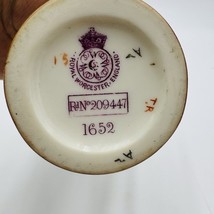 ROYAL WORCESTER ENGLAND
RdNo 209447
1652